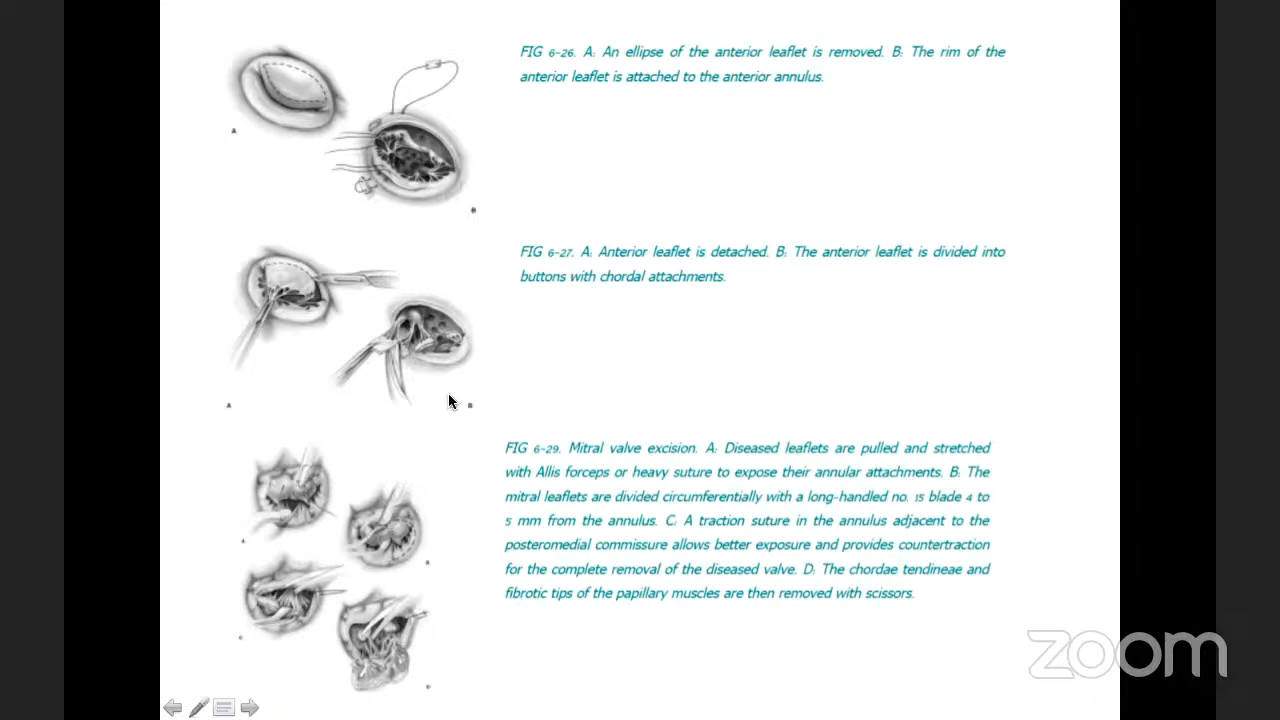 FIG 6-26. A: An ellipse of the anterior leaflet is removed. B: The rim of the
anterior leaflet is attached to the anterior annulus.
A
B
FIG 6-27. A: Anterior leaflet is detached. B: The anterior leaflet is divided into
buttons with chordal attachments.
A
B
FIG 6-29. Mitral valve excision. A: Diseased leaflets are pulled and stretched
with Allis forceps or heavy suture to expose their annular attachments. B: The
mitral leaflets are divided circumferentially with a long-handled no. 15 blade 4 to
5 mm from the annulus. C: A traction suture in the annulus adjacent to the
posteromedial commissure allows better exposure and provides countertraction
for the complete removal of the diseased valve. D: The chordae tendineae and
fibrotic tips of the papillary muscles are then removed with scissors.
A
B
C
D
zoom